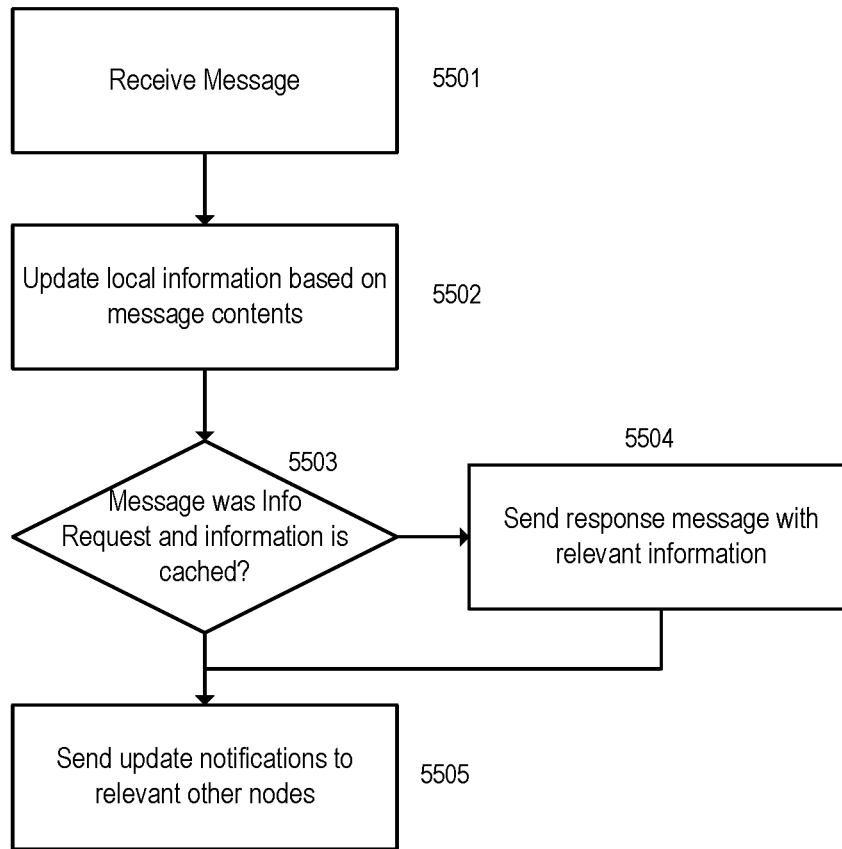 Receive Message
5501
Update local information based on
message contents
5502
5503
Message was Info
Request and information is
cached?
5504
Send response message with
relevant information
Send update notifications to
relevant other nodes
5505